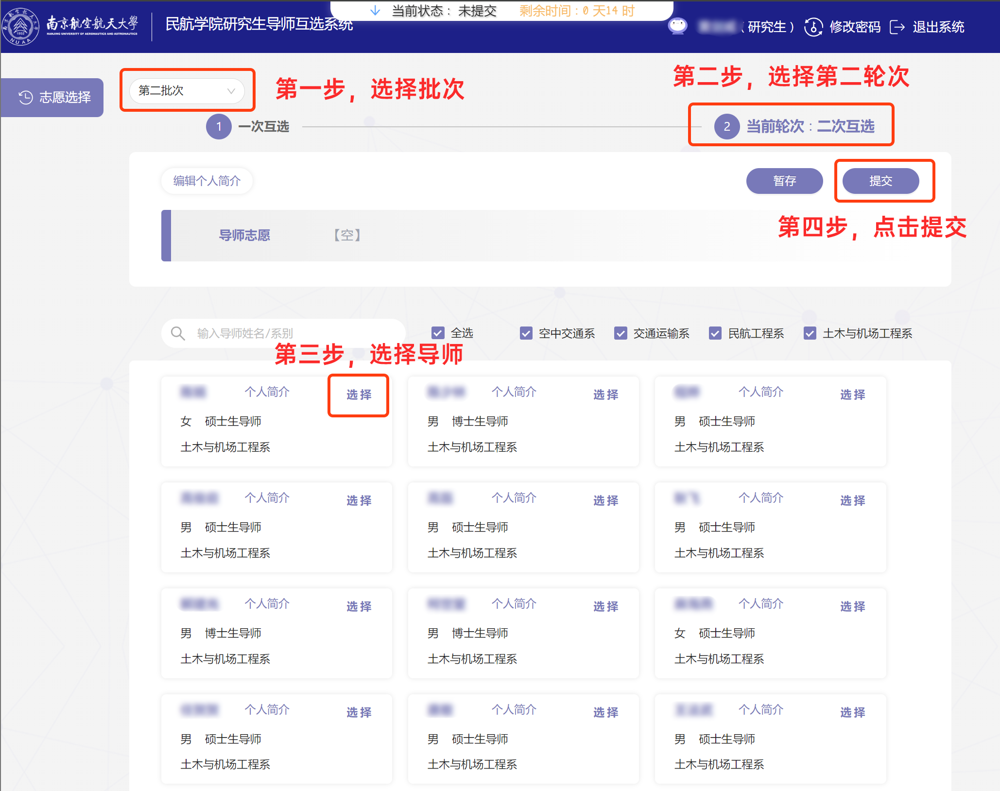 当前状态： 未提交 剩余时间：0 天14 时
南京航空航天大學
NANJING UNIVERSITY OF AERONAUTICS AND ASTRONAUTICS
1952
NUAA
民航学院研究生导师互选系统
（研究生） 修改密码 退出系统
志愿选择
第二批次
第一步，选择批次
第二步，选择第二轮次
1 一次互选
2 当前轮次：二次互选
编辑个人简介
暂存
提交
第四步，点击提交
导师志愿 【空】
输入导师姓名/系别
全选 空中交通系 交通运输系 民航工程系 土木与机场工程系
第三步，选择导师
个人简介 选择
女 硕士生导师
土木与机场工程系
个人简介 选择
男 博士生导师
土木与机场工程系
个人简介 选择
男 硕士生导师
土木与机场工程系
个人简介 选择
男 硕士生导师
土木与机场工程系
个人简介 选择
男 硕士生导师
土木与机场工程系
个人简介 选择
男 硕士生导师
土木与机场工程系
个人简介 选择
男 博士生导师
土木与机场工程系
个人简介 选择
男 博士生导师
土木与机场工程系
个人简介 选择
女 硕士生导师
土木与机场工程系
个人简介 选择
男 硕士生导师
土木与机场工程系
个人简介 选择
男 硕士生导师
土木与机场工程系
个人简介 选择
男 硕士生导师
土木与机场工程系